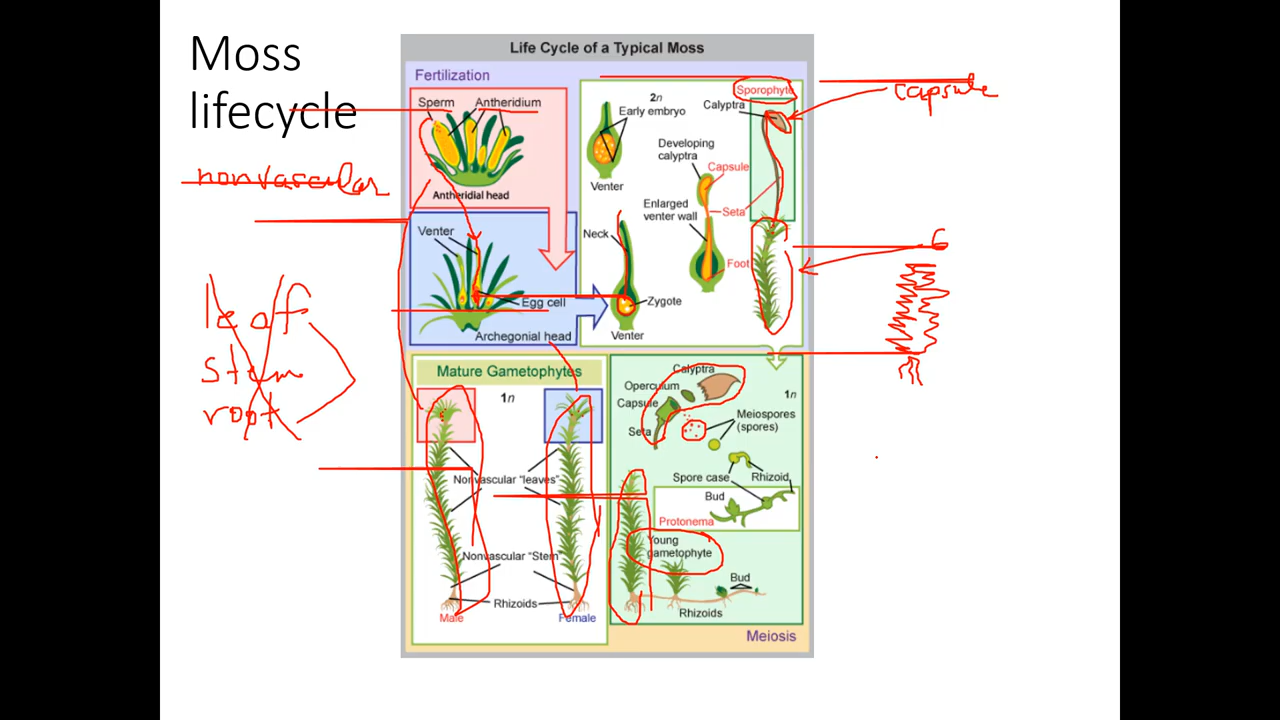 Moss
lifecycle
nonvascular
leaf
stem
root
Life Cycle of a Typical Moss
Fertilization
Sperm
Antheridium
Antheridial head
Venter
Egg cell
Archegonial head
2n
Early embryo
Venter
Developing
calyptra
Capsule
Seta
Enlarged
venter wall
Foot
Neck
Zygote
Venter
Sporophyte
Calyptra
capsule
G
Mature Gametophytes
1n
Nonvascular “leaves”
Nonvascular “Stem
Rhizoids
Male
Female
Calyptra
Operculum
Capsule
Seta
1n
Meiospores
(spores)
Spore case
Rhizoid
Bud
Protonema
Young
gametophyte
Bud
Rhizoids
Meiosis